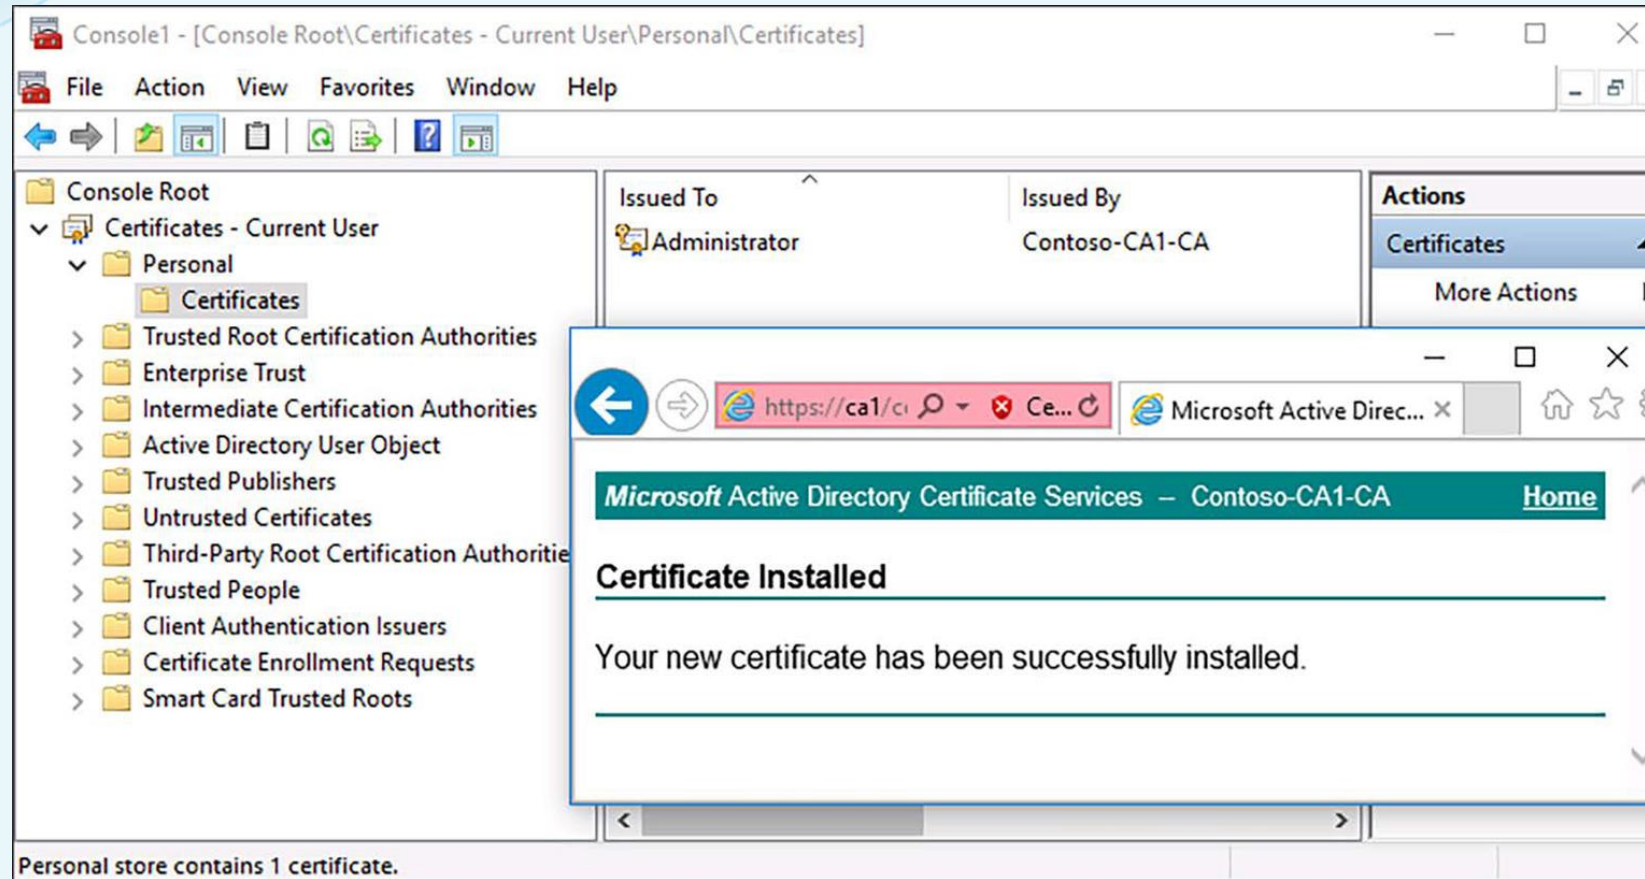 Console1 - [Console Root\Certificates - Current User\Personal\Certificates]
File Action View Favorites Window Help
Console Root
Certificates - Current User
Personal
Certificates
Trusted Root Certification Authorities
Enterprise Trust
Intermediate Certification Authorities
Active Directory User Object
Trusted Publishers
Untrusted Certificates
Third-Party Root Certification Authoritie
Trusted People
Client Authentication Issuers
Certificate Enrollment Requests
Smart Card Trusted Roots
Issued To Issued By
Administrator Contoso-CA1-CA
Actions
Certificates
More Actions
https://ca1/ Ce... Microsoft Active Direc...
Microsoft Active Directory Certificate Services – Contoso-CA1-CA Home
Certificate Installed
Your new certificate has been successfully installed.
Personal store contains 1 certificate.